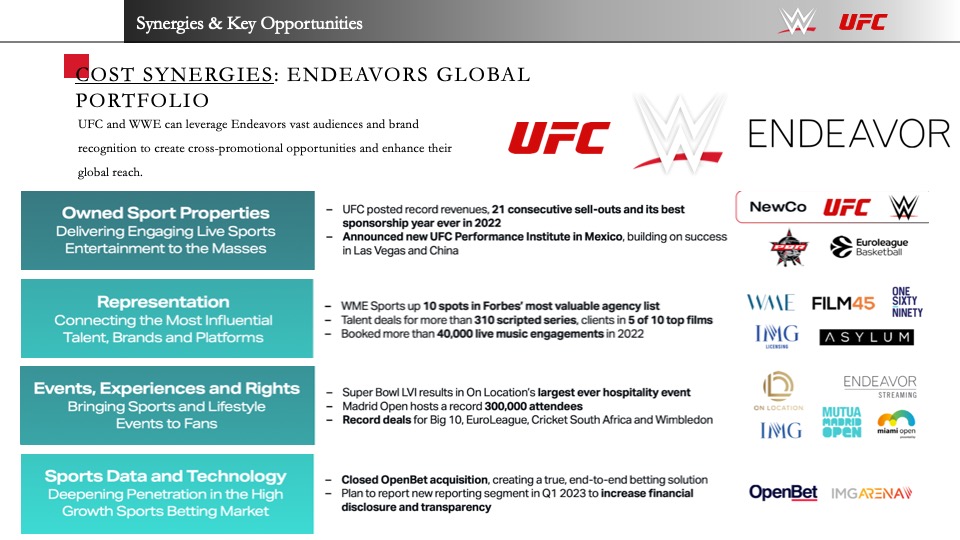 Synergies & Key Opportunities
W
UFC
COST SYNERGIES: ENDEAVORS GLOBAL
PORTFOLIO
UFC and WWE can leverage Endeavors vast audiences and brand
recognition to create cross-promotional opportunities and enhance their
global reach.
UFC
W
ENDEAVOR
Owned Sport Properties
Delivering Engaging Live Sports
Entertainment to the Masses
– UFC posted record revenues, 21 consecutive sell-outs and its best
sponsorship year ever in 2022
– Announced new UFC Performance Institute in Mexico, building on success
in Las Vegas and China
NewCo
UFC
W
PBR
Euroleague
Basketball
Representation
Connecting the Most Influential
Talent, Brands and Platforms
– WME Sports up 10 spots in Forbes’ most valuable agency list
– Talent deals for more than 310 scripted series, clients in 5 of 10 top films
– Booked more than 40,000 live music engagements in 2022
WME
FILM45
ONE
SIXTY
NINETY
IMG
LICENSING
ASYLUM
Events, Experiences and Rights
Bringing Sports and Lifestyle
Events to Fans
– Super Bowl LVI results in On Location’s largest ever hospitality event
– Madrid Open hosts a record 300,000 attendees
– Record deals for Big 10, EuroLeague, Cricket South Africa and Wimbledon
ON LOCATION
ENDEAVOR
STREAMING
IMG
MUTUA
MADRID
OPEN
miami open
Sports Data and Technology
Deepening Penetration in the High
Growth Sports Betting Market
– Closed OpenBet acquisition, creating a true, end-to-end betting solution
– Plan to report new reporting segment in Q1 2023 to increase financial
disclosure and transparency
OpenBet
IMGARENA